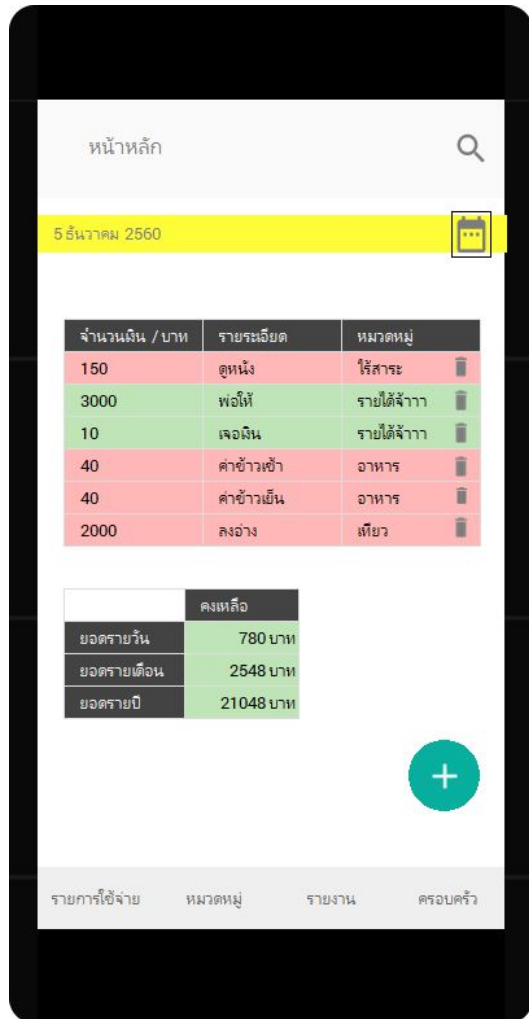 หน้าหลัก
5 ธันวาคม 2560
จำนวนเงิน / บาท รายระเอียด หมวดหมู่
150 ดูหนัง ไร้สาระ
3000 พ่อให้ รายได้จ้าาา
10 เจอเงิน รายได้จ้าาา
40 ค่าข้าวเช้า อาหาร
40 ค่าข้าวเย็น อาหาร
2000 ลงอ่าง เที่ยว
คงเหลือ
ยอดรายวัน 780 บาท
ยอดรายเดือน 2548 บาท
ยอดรายปี 21048 บาท
รายการใช้จ่าย หมวดหมู่ รายงาน ครอบครัว